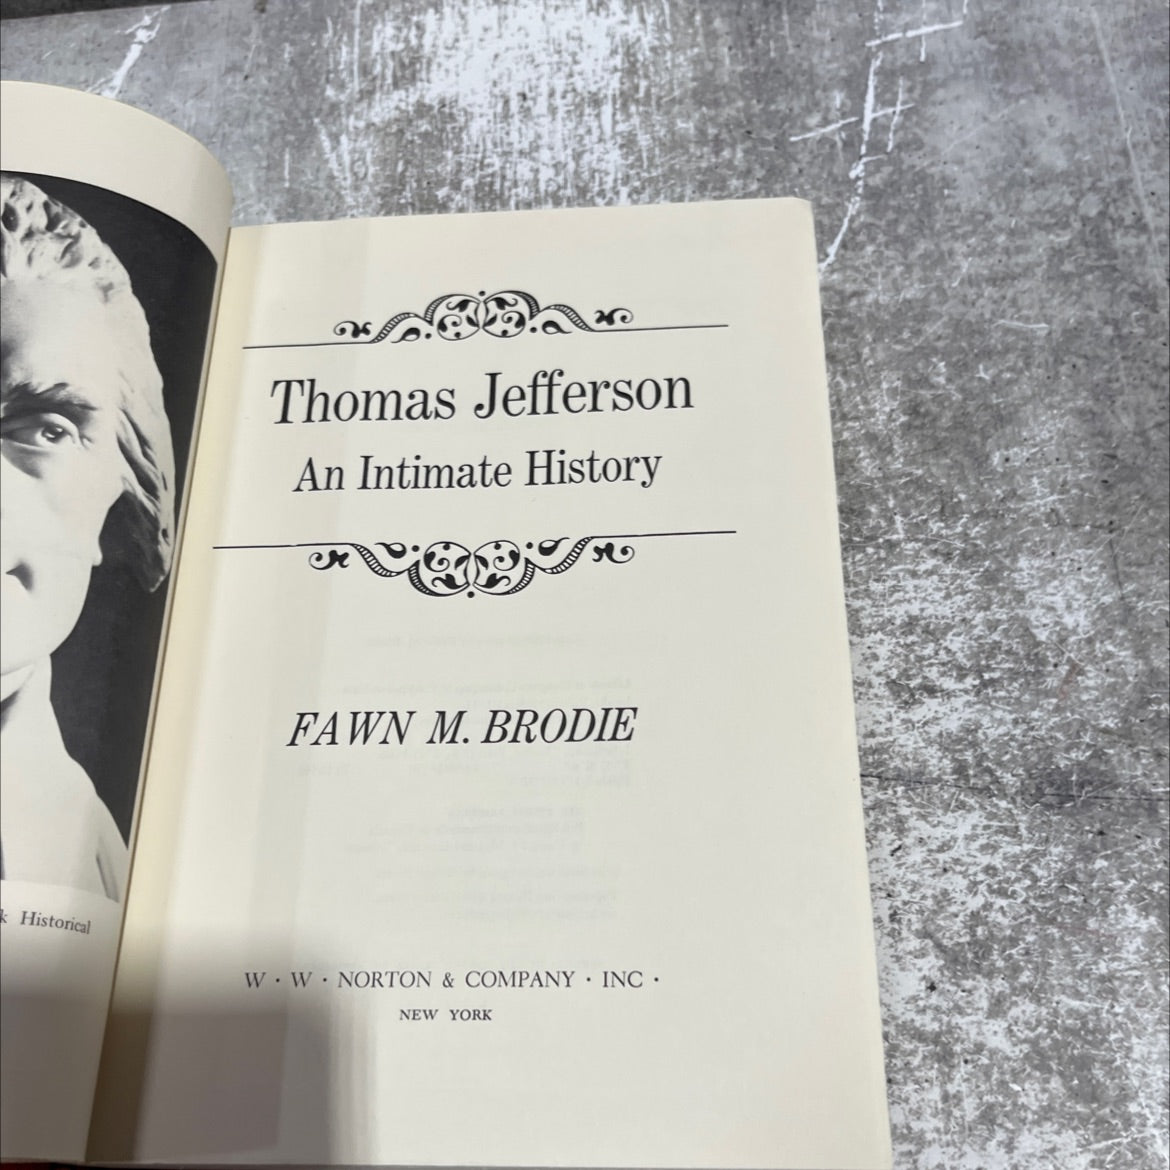 k Historical
Thomas Jefferson
An Intimate History
FAWN M. BRODIE
W · W · NORTON & COMPANY · INC ·
NEW YORK